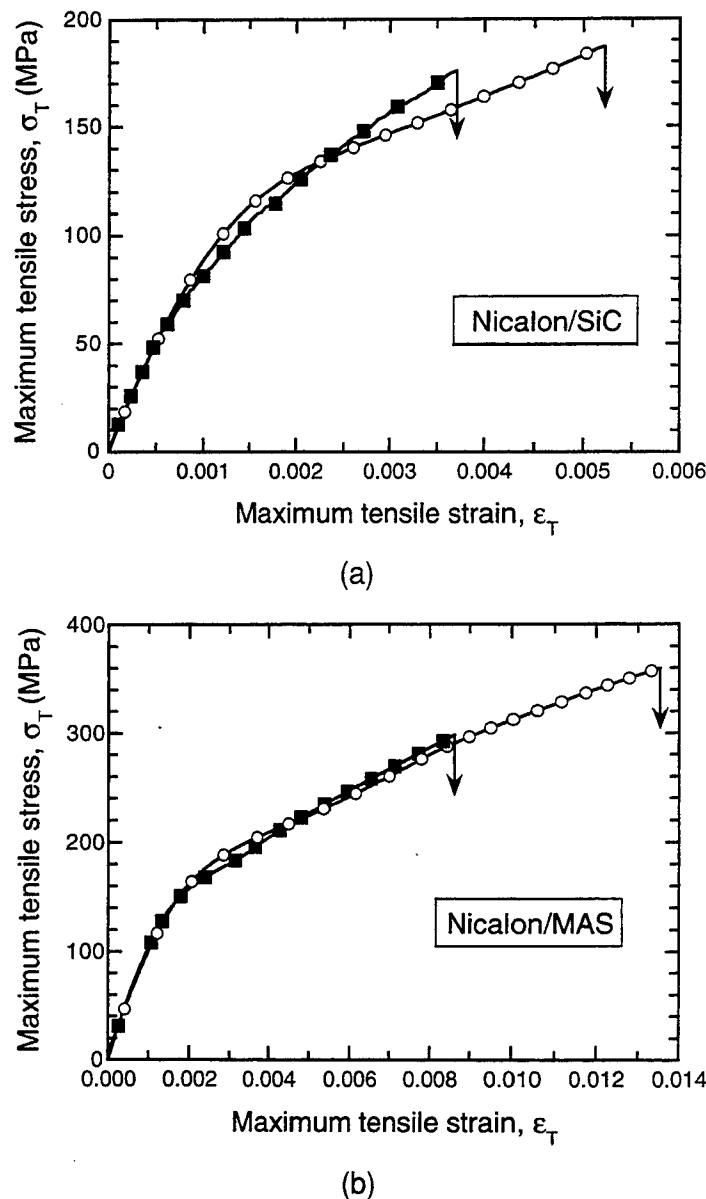 200
150
100
50
0
Maximum tensile stress, σT (MPa)
Nicalon/SiC
0 0.001 0.002 0.003 0.004 0.005 0.006
Maximum tensile strain, εT
(a)
400
300
200
100
0
Maximum tensile stress, σT (MPa)
Nicalon/MAS
0.000 0.002 0.004 0.006 0.008 0.010 0.012 0.014
Maximum tensile strain, εT
(b)